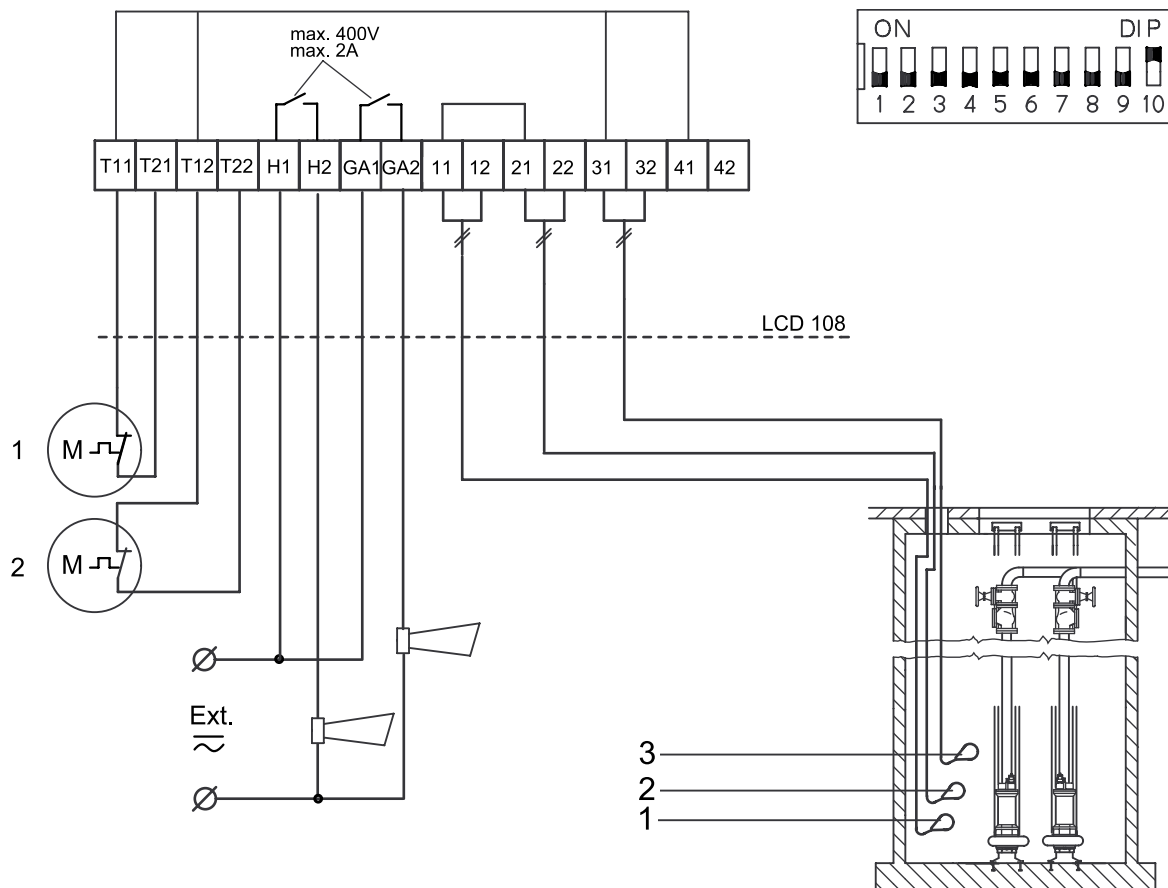 max. 400V
max. 2A
ON DIP
1 2 3 4 5 6 7 8 9 10
T11 T21 T12 T22 H1 H2 GA1 GA2 11 12 21 22 31 32 41 42
LCD 108
1 M
2 M
Ext.
3
2
1